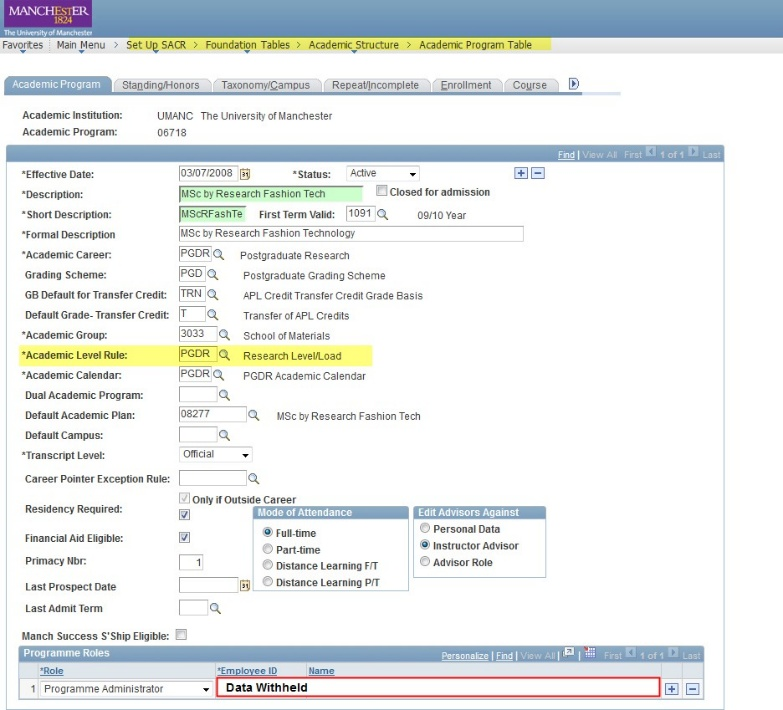 MANCHESTER
1824
The University of Manchester
Favorites Main Menu > Set Up SACR > Foundation Tables > Academic Structure > Academic Program Table
Academic Program Standing/Honors Taxonomy/Campus Repeat/Incomplete Enrollment Course
Academic Institution: UMANC The University of Manchester
Academic Program: 06718
Find | View All First 1 of 1 Last
*Effective Date: 03/07/2008 31 *Status: Active
*Description: MSc by Research Fashion Tech Closed for admission
*Short Description: MScRFashTe First Term Valid: 1091 09/10 Year
*Formal Description MSc by Research Fashion Technology
*Academic Career: PGDR Postgraduate Research
Grading Scheme: PGD Postgraduate Grading Scheme
GB Default for Transfer Credit: TRN APL Credit Transfer Credit Grade Basis
Default Grade- Transfer Credit: T Transfer of APL Credits
*Academic Group: 3033 School of Materials
*Academic Level Rule: PGDR Research Level/Load
*Academic Calendar: PGDR PGDR Academic Calendar
Dual Academic Program:
Default Academic Plan: 08277 MSc by Research Fashion Tech
Default Campus:
*Transcript Level: Official
Career Pointer Exception Rule:
Only if Outside Career
Residency Required:
Financial Aid Eligible:
Primacy Nbr: 1
Last Prospect Date 31
Last Admit Term
Mode of Attendance
Full-time
Part-time
Distance Learning F/T
Distance Learning P/T
Edit Advisors Against
Personal Data
Instructor Advisor
Advisor Role
Manch Success S'Ship Eligible:
Programme Roles Personalize | Find | View All | | First 1 of 1 Last
*Role *Employee ID Name
1 Programme Administrator Data Withheld